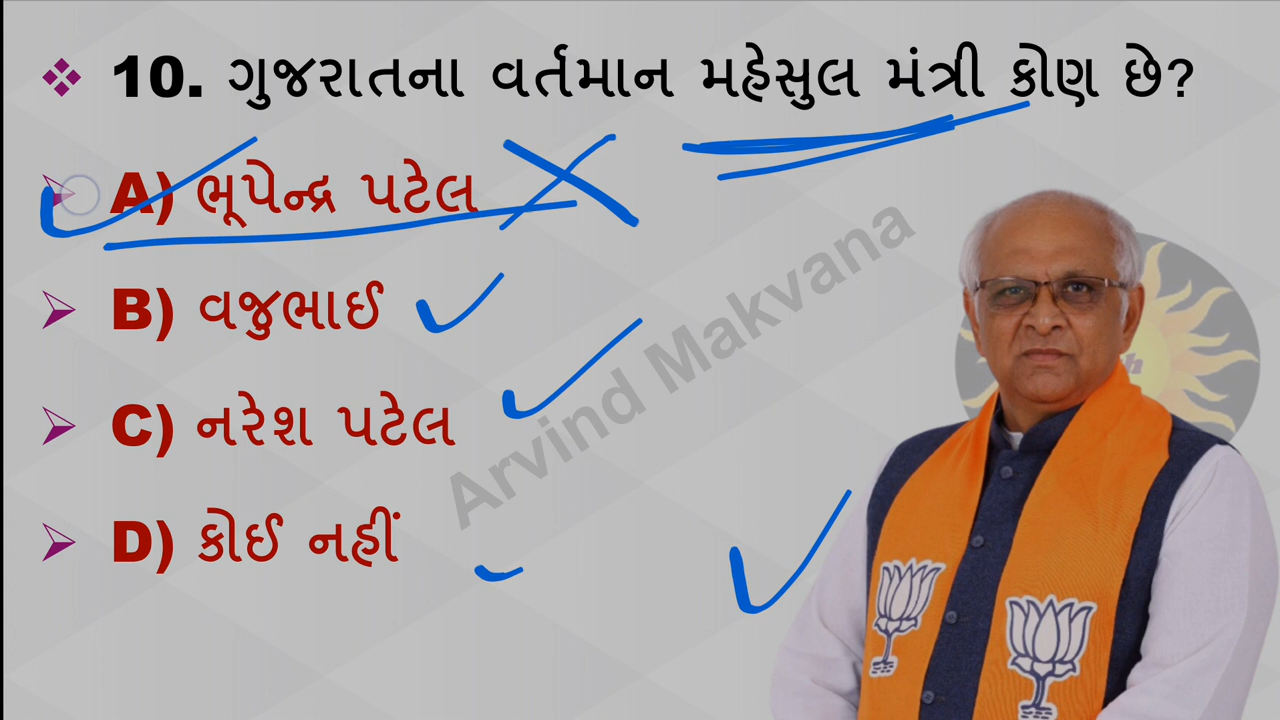 10. ગુજરાતના વર્તમાન મહેસુલ મંત્રી કોણ છે?
A) ભૂપેન્દ્ર પટેલ
B) વજુભાઈ
C) નરેશ પટેલ
D) કોઈ નહીં
Arvind Makvana